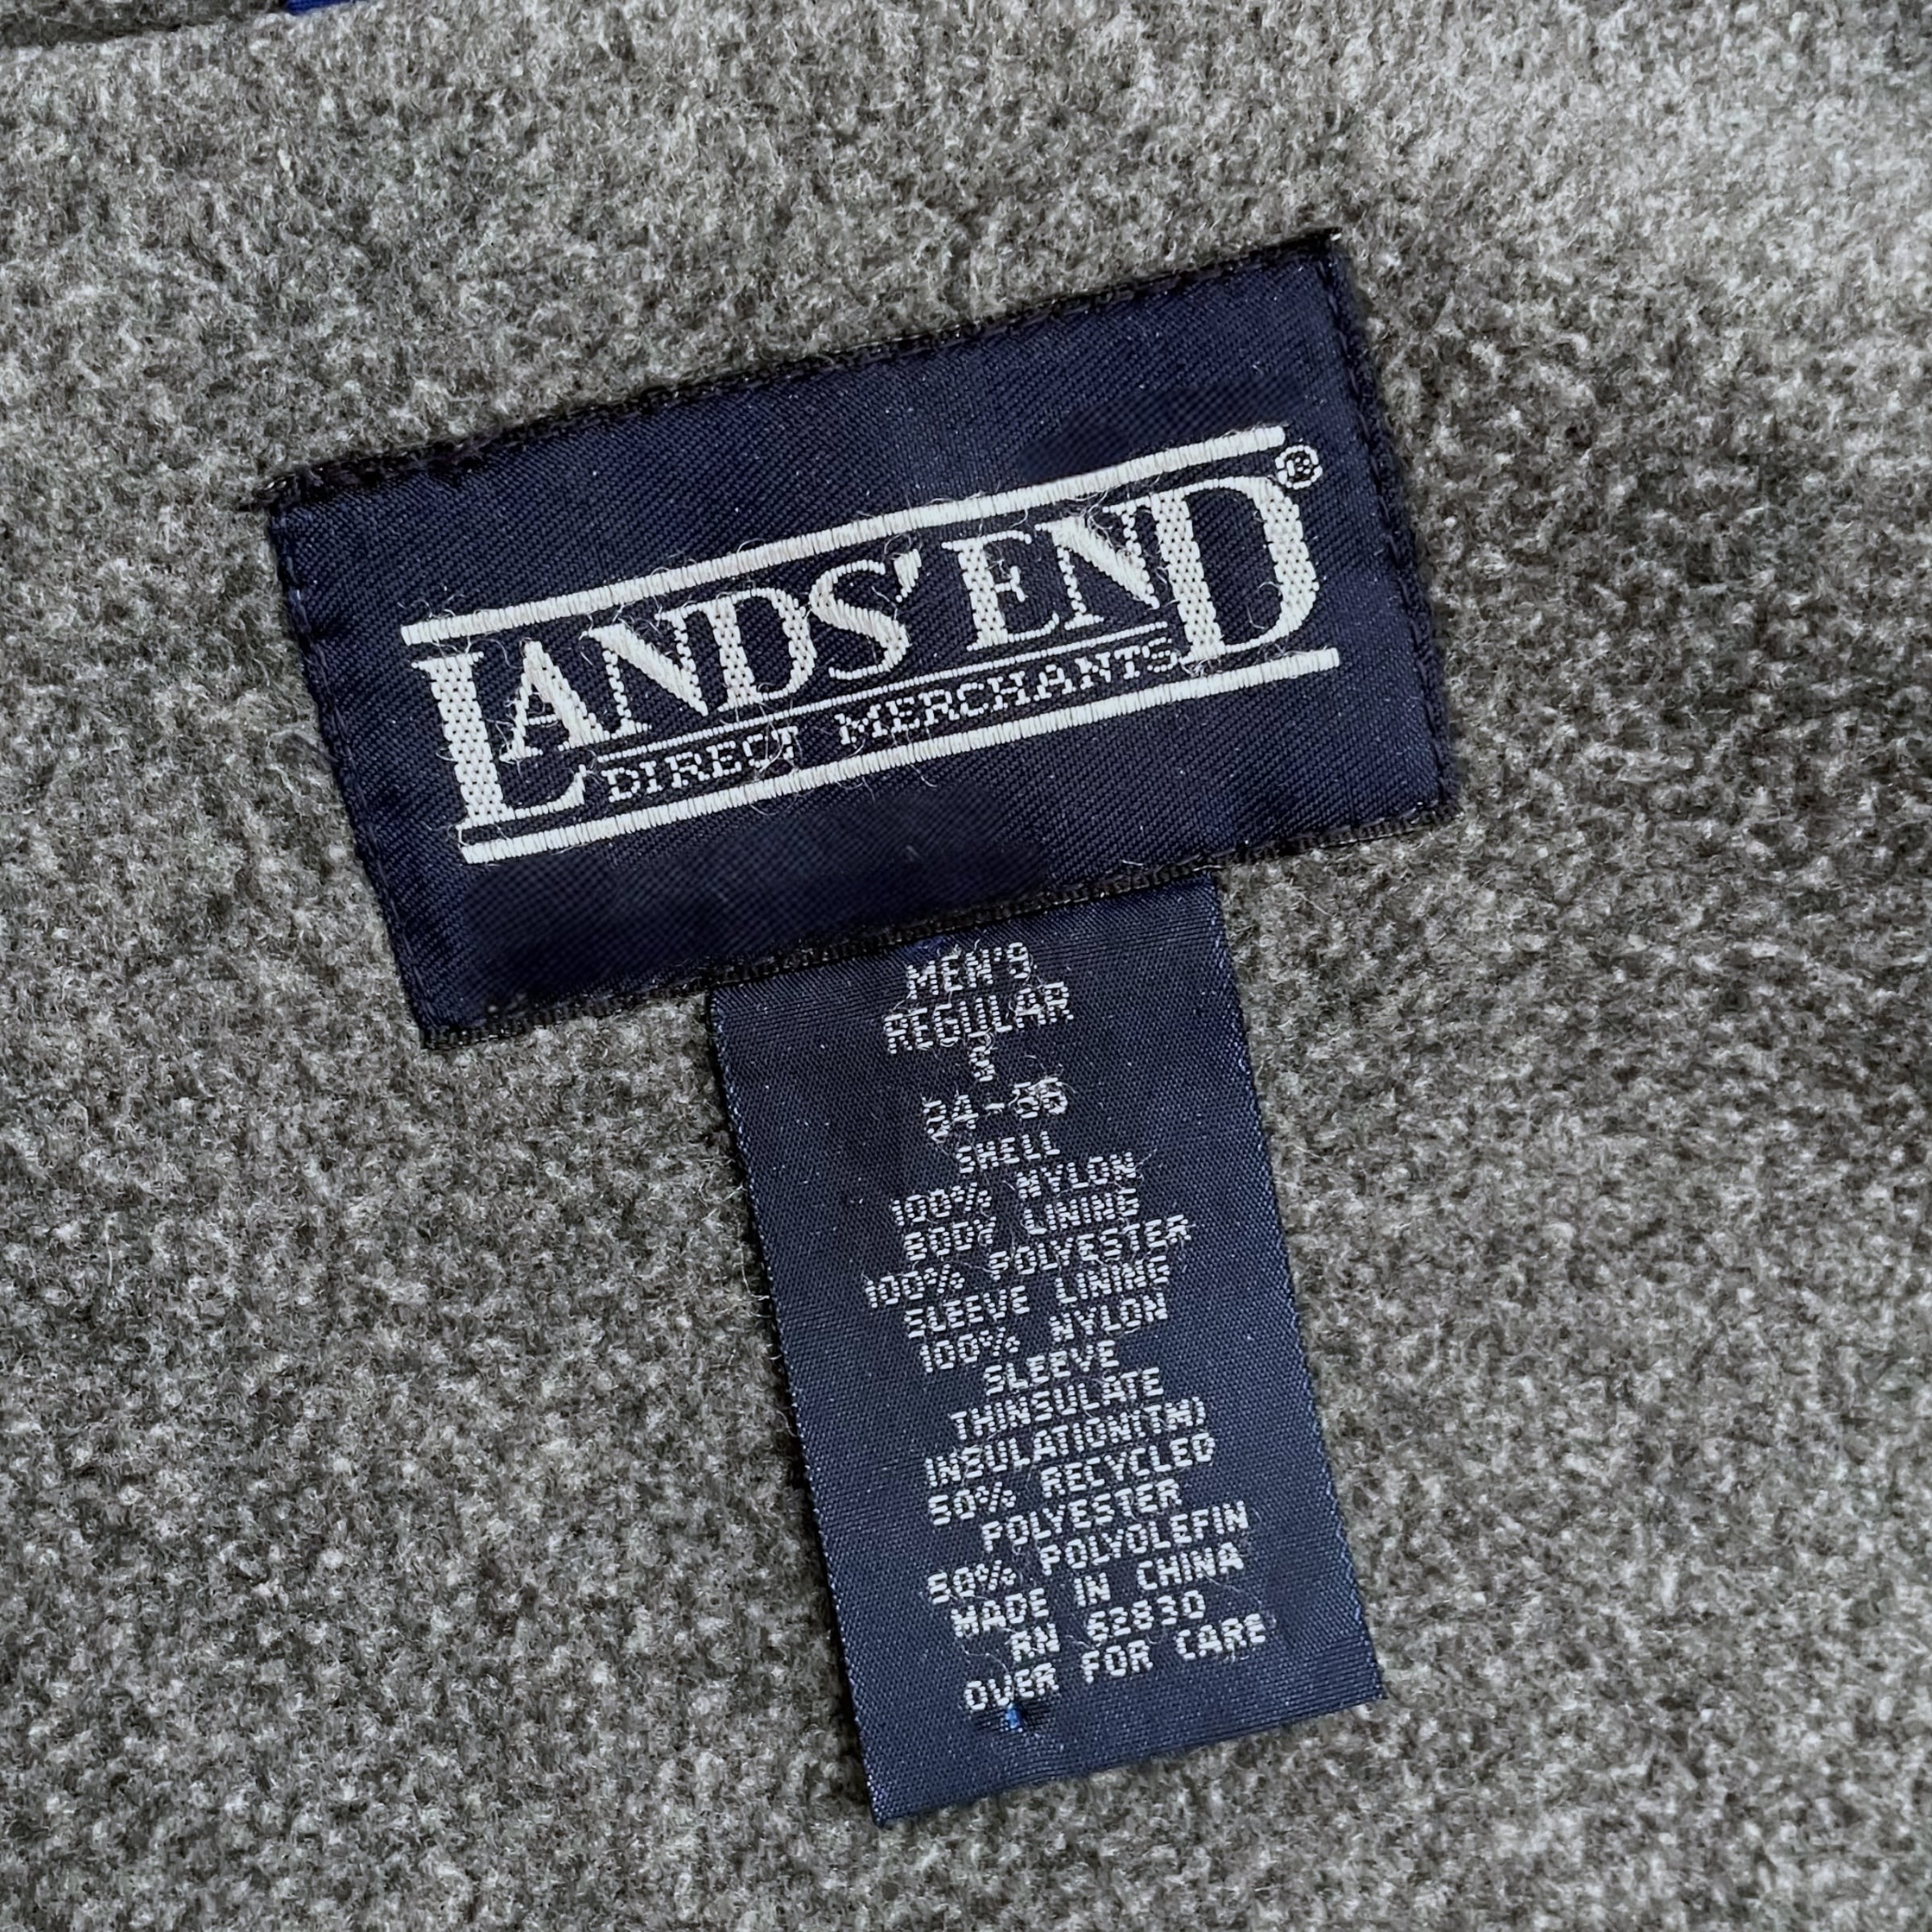 LANDS' END®
DIRECT MERCHANTS
MEN'S
REGULAR
S
34-36
SHELL
100% NYLON
BODY LINING
100% POLYESTER
SLEEVE LINING
100% NYLON
SLEEVE
THINSULATE
INSULATION(TM)
50% RECYCLED
POLYESTER
50% POLYOLEFIN
MADE IN CHINA
RN 62830
OVER FOR CARE